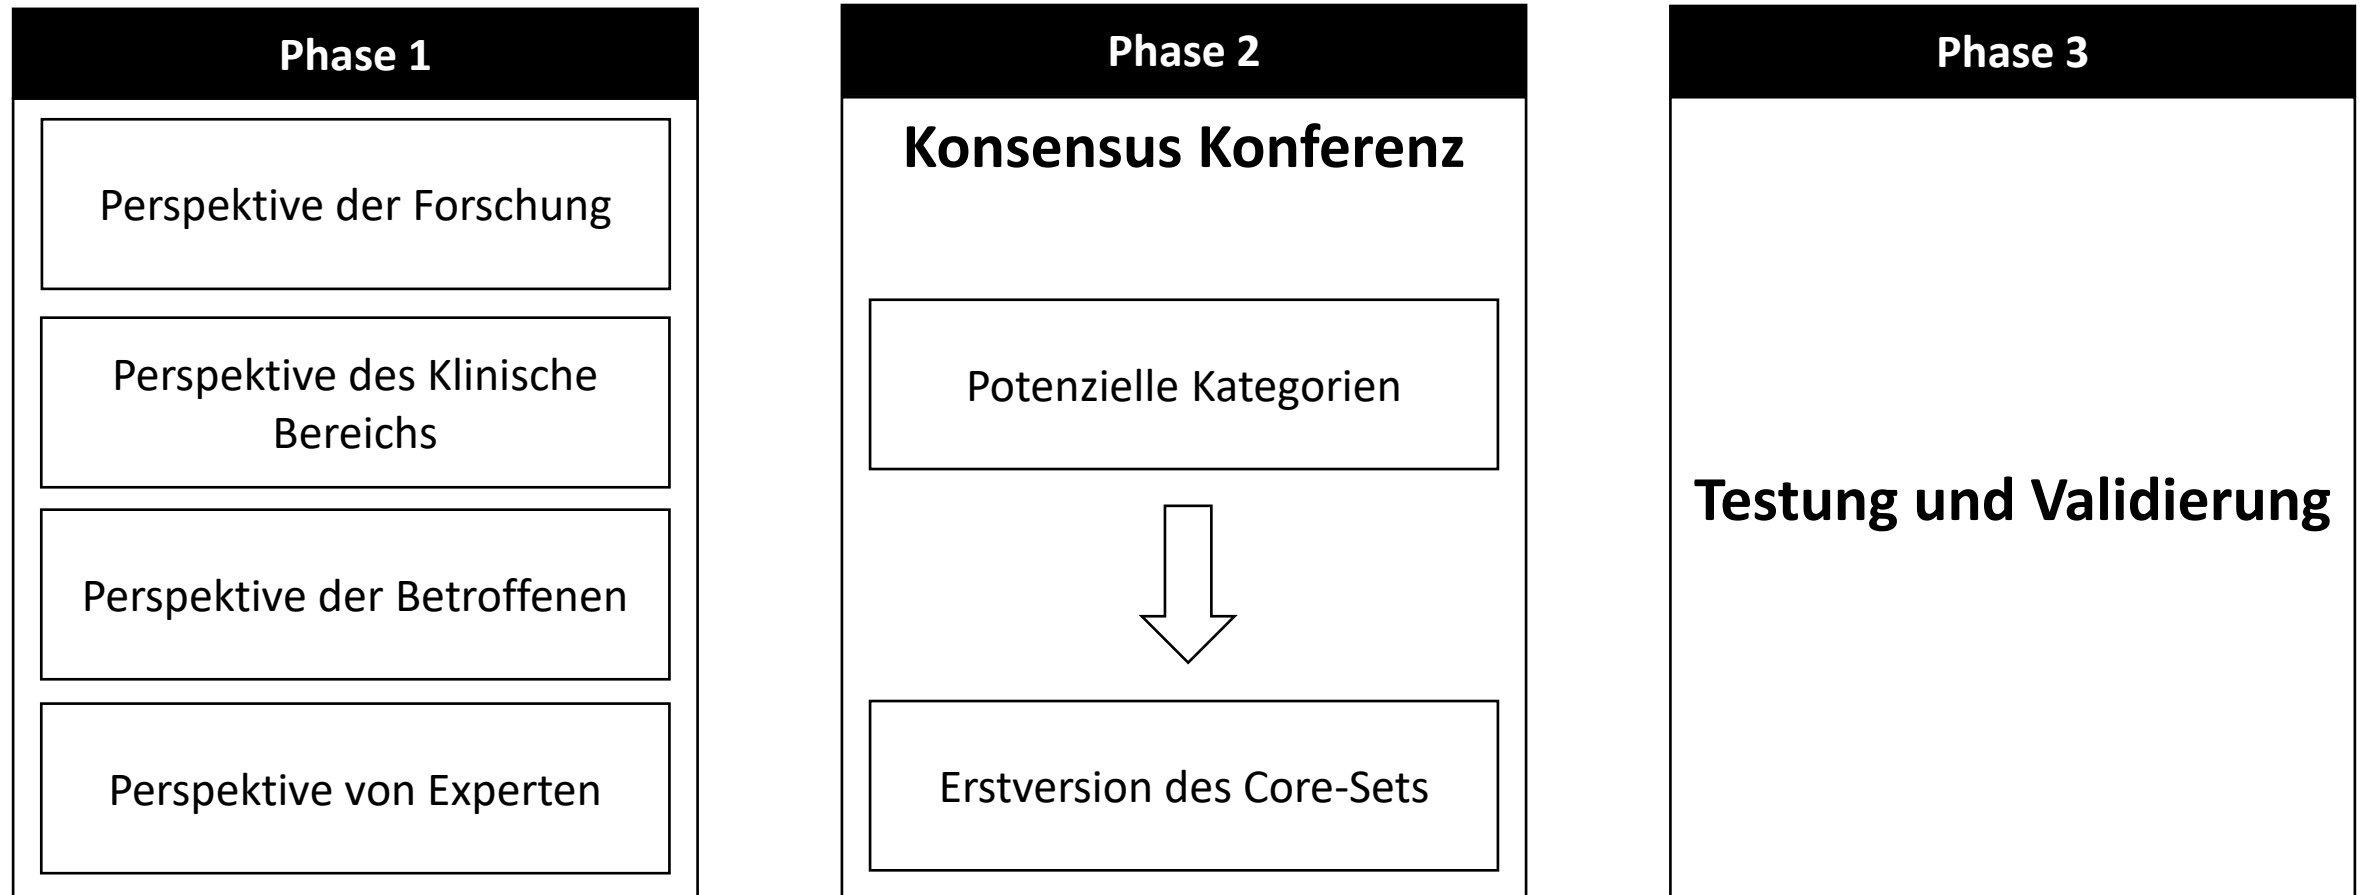 Phase 1
Perspektive der Forschung
Perspektive des Klinische
Bereichs
Perspektive der Betroffenen
Perspektive von Experten
Phase 2
Konsensus Konferenz
Potenzielle Kategorien
Erstversion des Core-Sets
Phase 3
Testung und Validierung